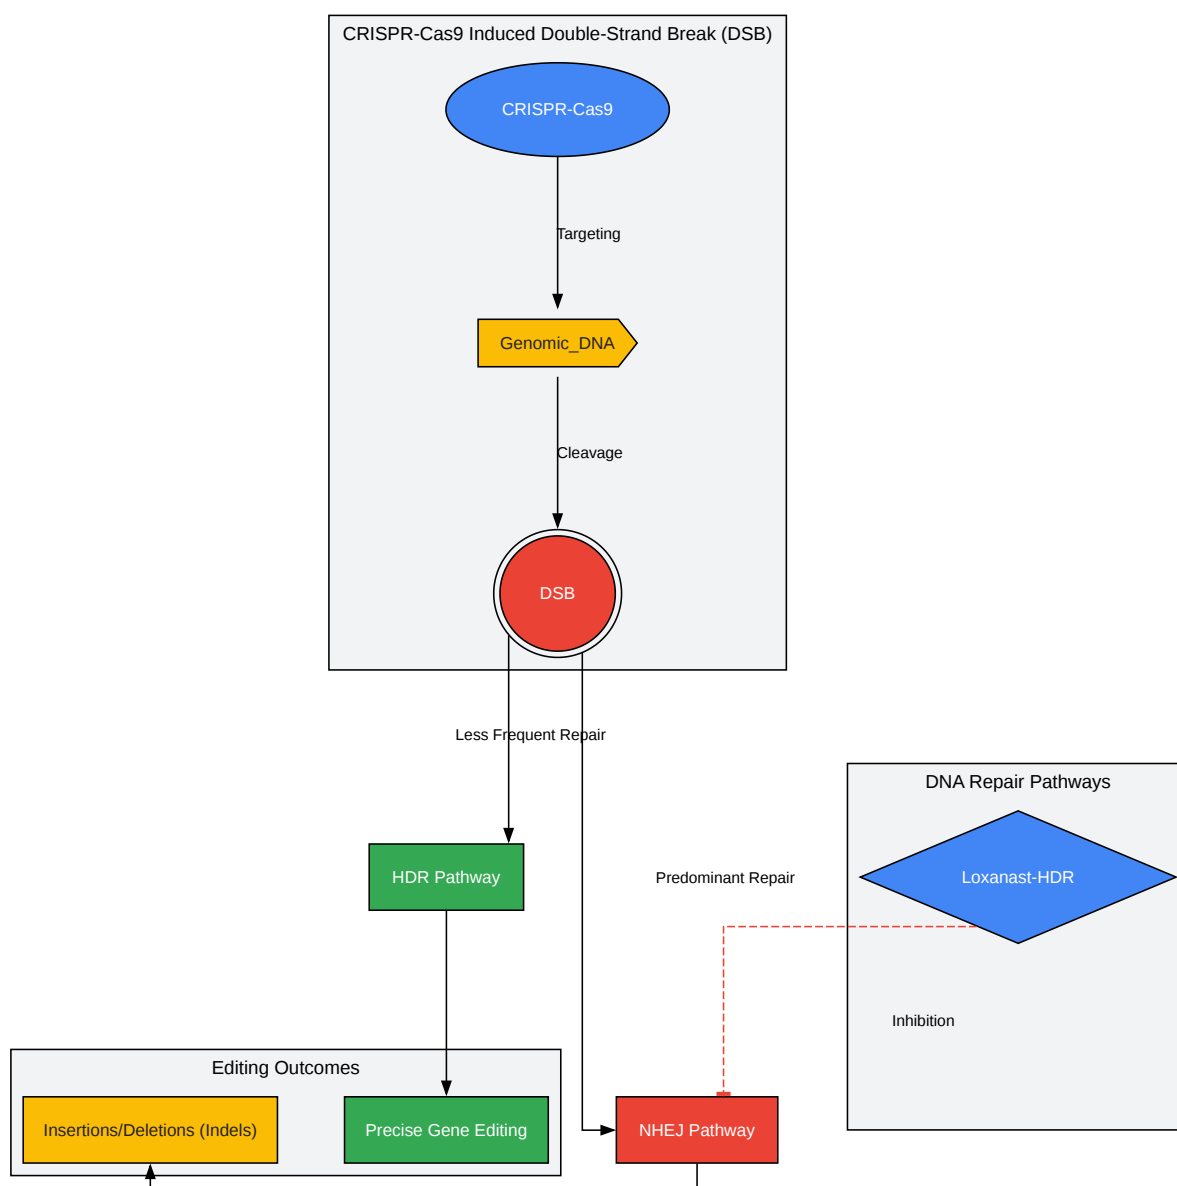 CRISPR-Cas9 Induced Double-Strand Break (DSB)
CRISPR-Cas9
Targeting
Genomic_DNA
Cleavage
DSB
Less Frequent Repair
DNA Repair Pathways
HDR Pathway
Predominant Repair
Loxanast-HDR
Inhibition
Editing Outcomes
Insertions/Deletions (Indels)
Precise Gene Editing
NHEJ Pathway